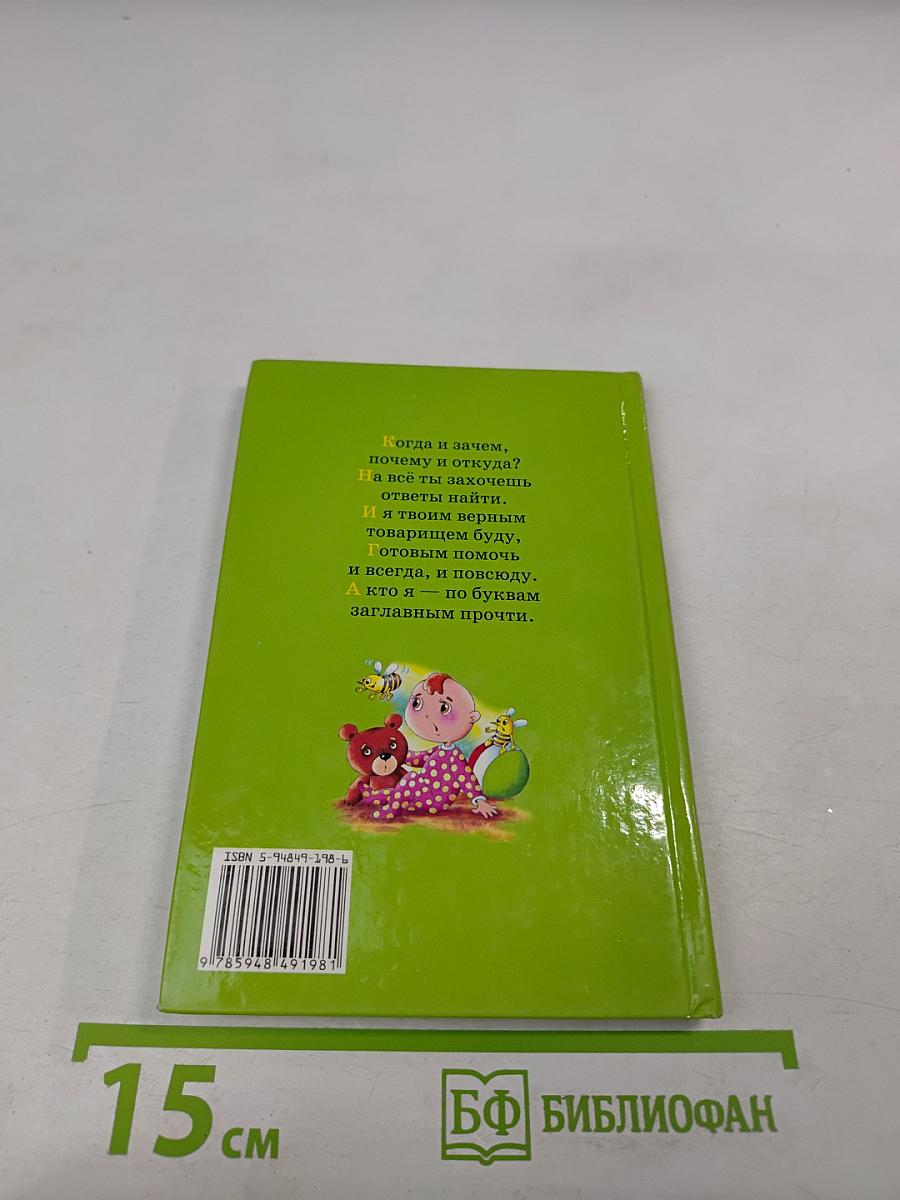 Когда и зачем,
почему и откуда?
На всё ты захочешь
ответы найти.
И я твоим верным
товарищем буду,
Готовым помочь
и всегда, и повсюду.
А кто я — по буквам
заглавным прочти.
ISBN 5-94849-198-6
9 785948 491981
15 см
БФ БИБЛИОФАН